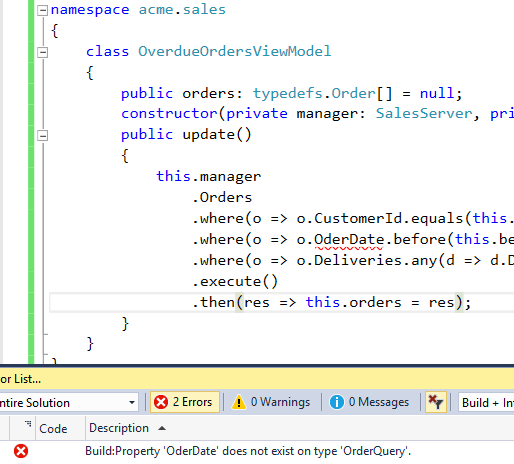 namespace acme.sales
{
class OverdueOrdersViewModel
{
public orders: typedefs.Order[] = null;
constructor(private manager: SalesServer, pri
public update()
{
this.manager
.Orders
.where(o => o.CustomerId.equals(this.
.where(o => o.OderDate.before(this.be
.where(o => o.Deliveries.any(d => d.D
.execute()
.then(res => this.orders = res);
}
}
}
or List...
ntire Solution
2 Errors
0 Warnings
0 Messages
Build + Int
Code
Description
Build:Property 'OderDate' does not exist on type 'OrderQuery'.